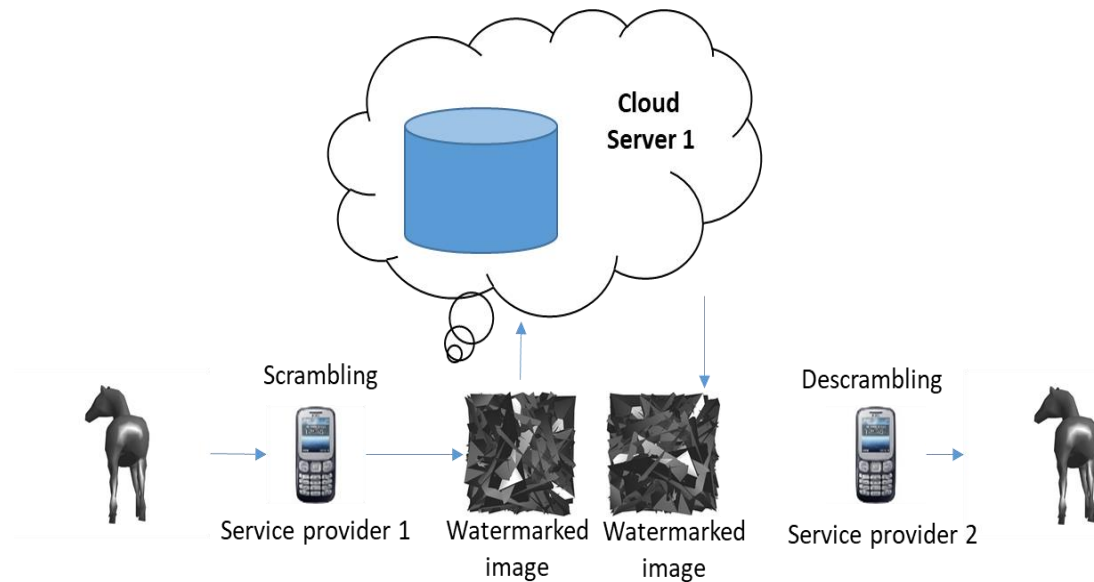 Cloud
Server 1
Scrambling
Descrambling
Service provider 1
Watermarked
image
Watermarked
image
Service provider 2